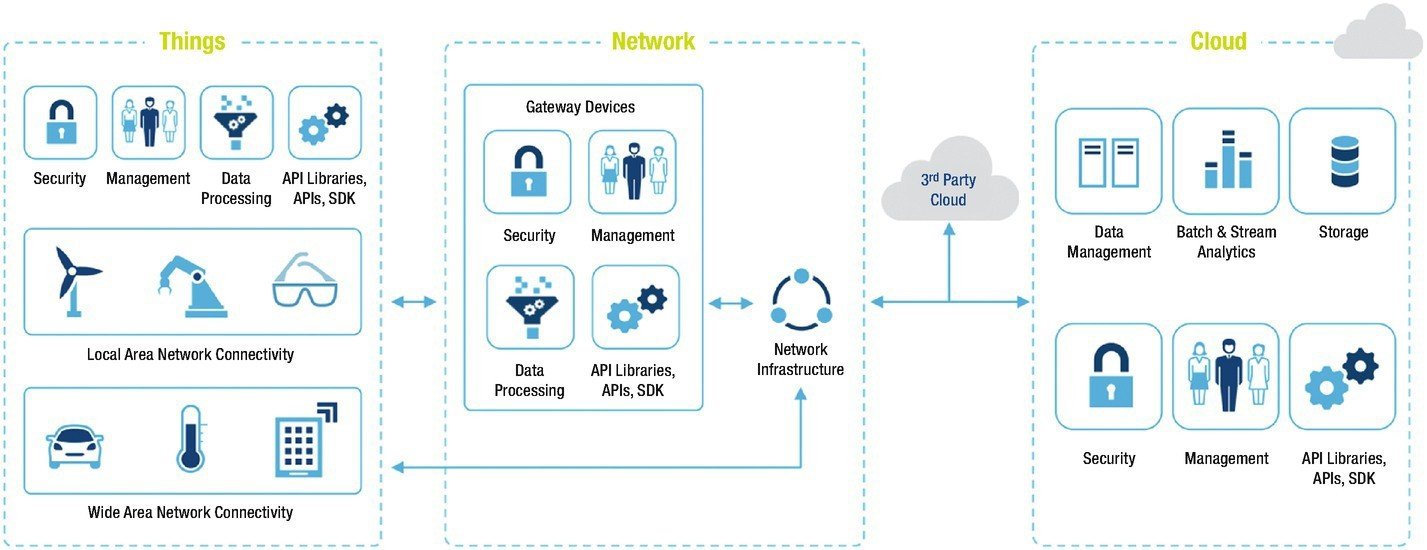 Things
Security
Management
Data
Processing
API Libraries,
APIs, SDK
Local Area Network Connectivity
Wide Area Network Connectivity
Network
Gateway Devices
Security
Management
Data
Processing
API Libraries,
APIs, SDK
Network
Infrastructure
3rd Party
Cloud
Cloud
Data
Management
Batch & Stream
Analytics
Storage
Security
Management
API Libraries,
APIs, SDK